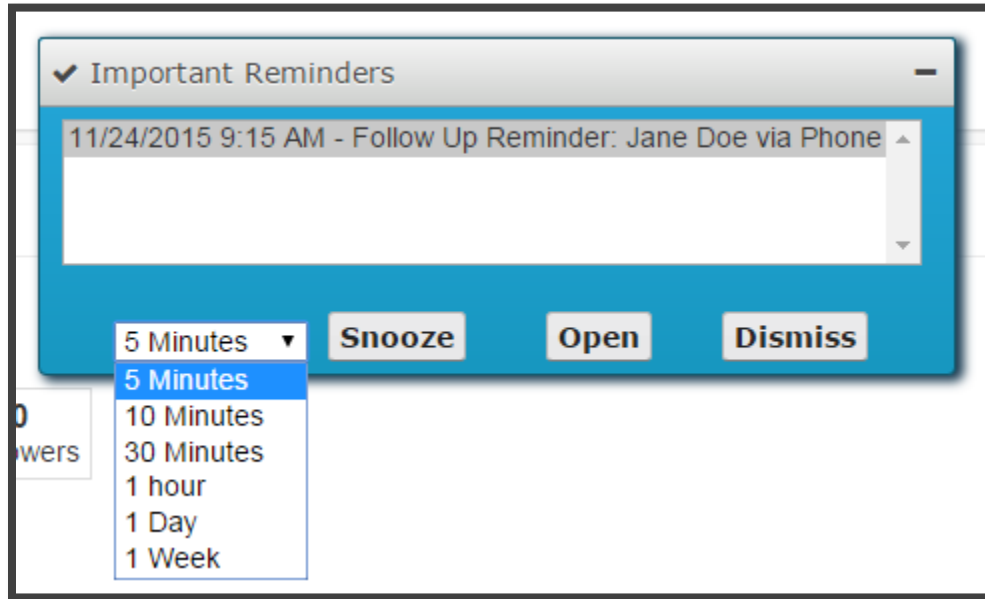 Important Reminders
11/24/2015 9:15 AM - Follow Up Reminder: Jane Doe via Phone
5 Minutes Snooze Open Dismiss
5 Minutes
10 Minutes
30 Minutes
1 hour
1 Day
1 Week